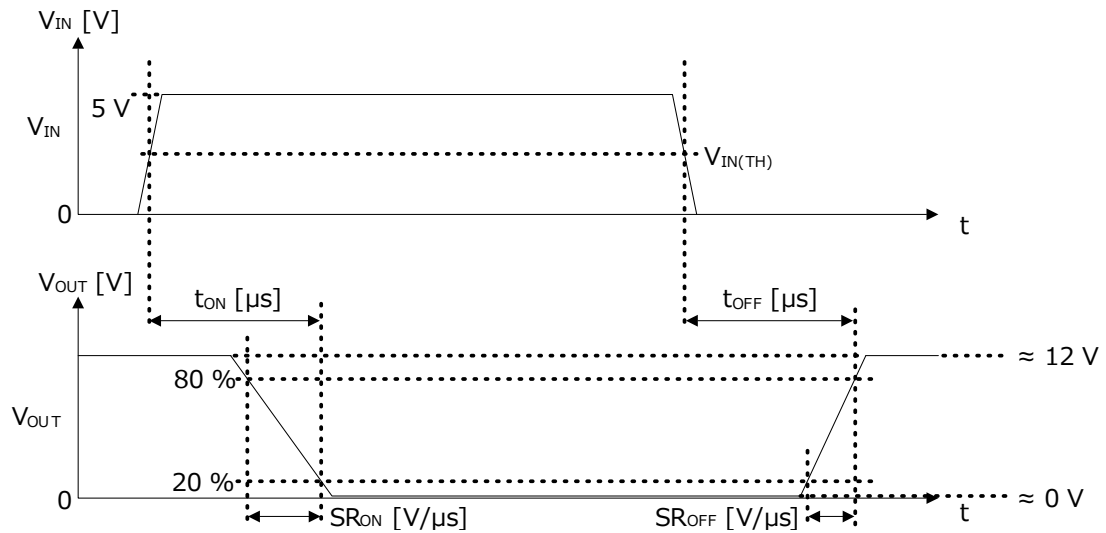 VIN [V]
5 V
VIN
VIN(TH)
0
t
VOUT [V]
tON [µs]
tOFF [µs]
≈ 12 V
80 %
VOUT
20 %
0
≈ 0 V
SRON [V/µs]
SROFF [V/µs]
t